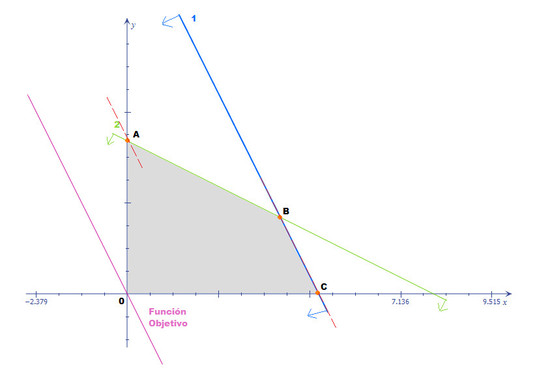 1
y
2
A
B
C
−2.379
0
7.136
9.515 x
Función
Objetivo